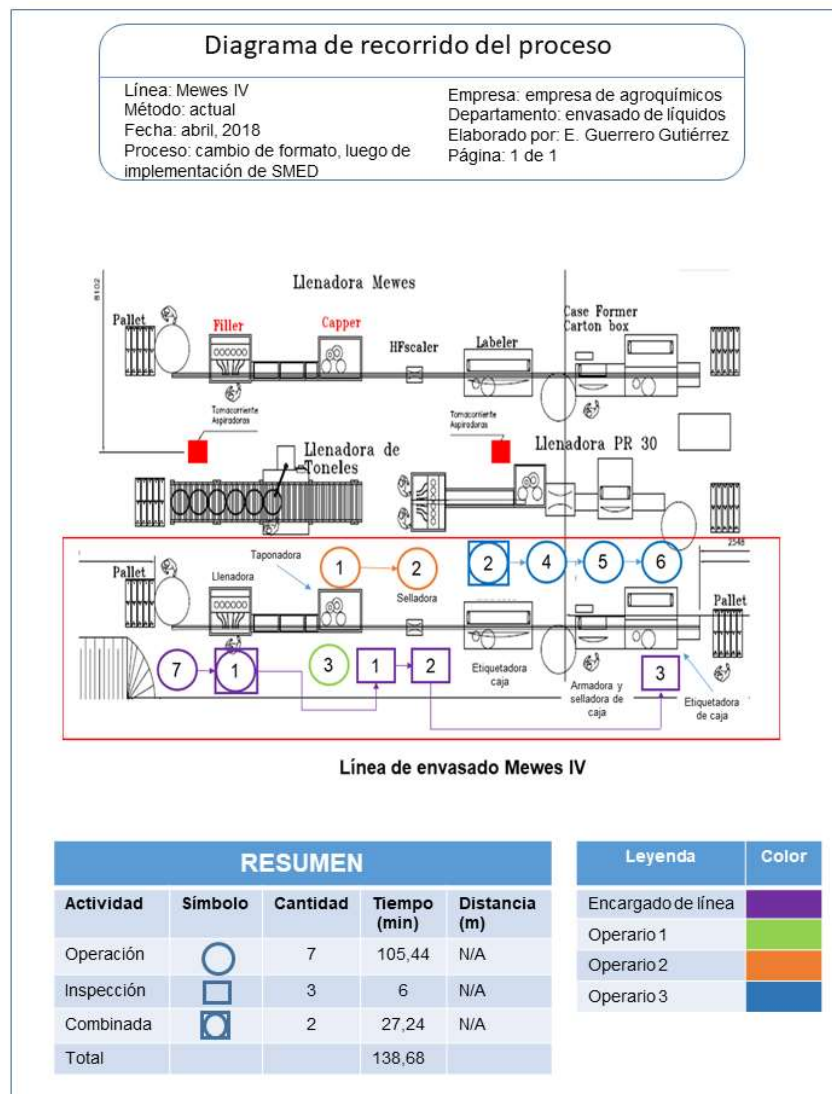 Diagrama de recorrido del proceso
Línea: Mewes IV
Método: actual
Fecha: abril, 2018
Proceso: cambio de formato, luego de
implementación de SMED
Empresa: empresa de agroquímicos
Departamento: envasado de líquidos
Elaborado por: E. Guerrero Gutiérrez
Página: 1 de 1
8102
Llenadora Mewes
Pallet
Filler
Capper
HFscaler
Labeler
Case Former
Carton box
Tomacorriente
Aspiradoras
Tomacorriente
Aspiradoras
Llenadora de
Toneles
Llenadora PR 30
2548
Taponadora
1
2
2
4
5
6
Pallet
Llenadora
Selladora
Pallet
7
1
3
1
2
3
Etiquetadora
caja
Armadora y
selladora de
caja
Etiquetadora
de caja
Línea de envasado Mewes IV
RESUMEN
Actividad Símbolo Cantidad Tiempo (min) Distancia (m)
Operación 7 105,44 N/A
Inspección 3 6 N/A
Combinada 2 27,24 N/A
Total 138,68
Leyenda Color
Encargado de línea
Operario 1
Operario 2
Operario 3